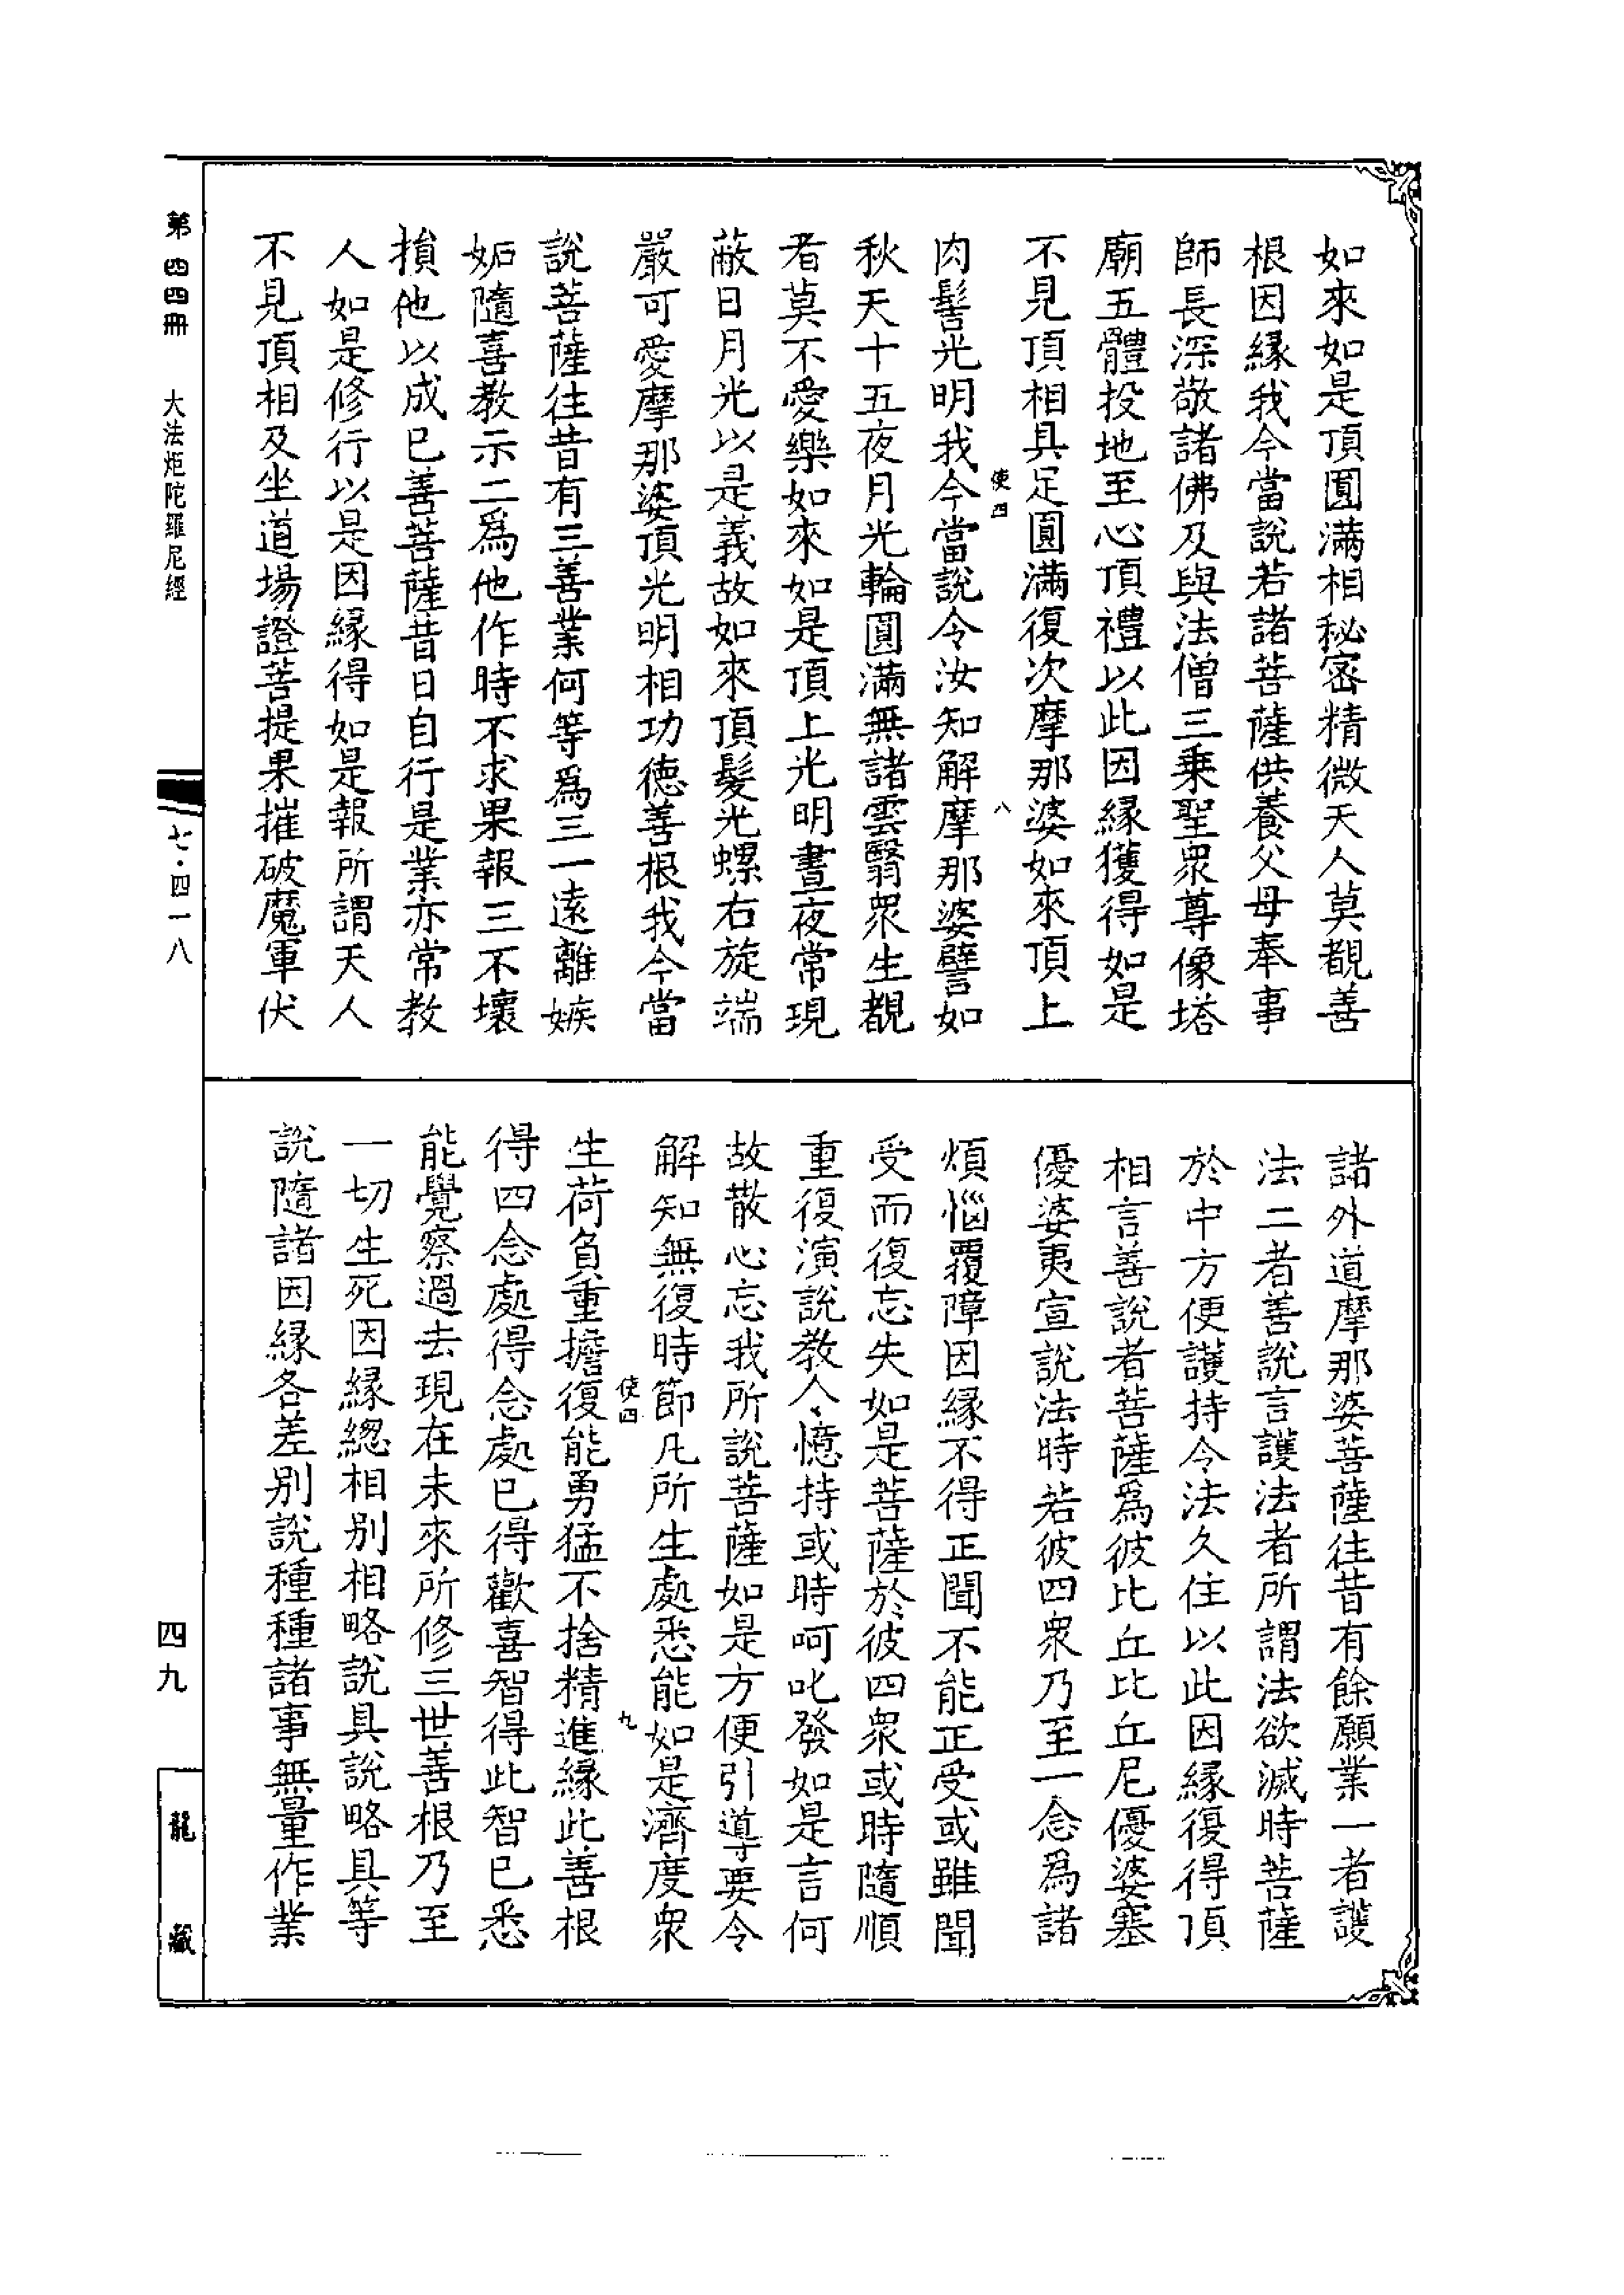 如來如是頂圓滿相秘密精微天人莫覩善
根因緣我今當說若諸菩薩供養父母奉事
師長深敬諸佛及與法僧三乗聖衆尊像塔
廟五體投地至心頂禮以此因緣獲得如是
不見頂相具足圓滿復次摩那婆如來頂上
使四
八
肉髻光明我今當說令汝知解摩那婆譬如
秋天十五夜月光輪圓滿無諸雲翳衆生覩
者莫不愛樂如來如是頂上光明晝夜常現
蔽日月光以是義故如來頂髮光螺右旋端
嚴可愛摩那婆頂光明相功德善根我今當
說菩薩往昔有三善業何等爲三一遠離嫉
妬隨喜教示二爲他作時不求果報三不壞
損他以成已善菩薩昔日自行是業亦常教
人如是修行以是因緣得如是報所謂天人
不見頂相及坐道場證菩提果摧破魔軍伏
諸外道摩那婆菩薩往昔有餘願業一者護
法二者善說言護法者所謂法欲滅時菩薩
於中方便護持令法久住以此因緣復得頂
相言善說者菩薩爲彼比丘比丘尼優婆塞
優婆夷宣說法時若彼四衆乃至一念爲諸
煩惱覆障因緣不得正聞不能正受或雖聞
受而復忘失如是菩薩於彼四衆或時隨順
重復演說教人憶持或時呵叱發如是言何
故散心忘我所說菩薩如是方便引導要令
解知無復時節凡所生處悉能如是濟度衆
使四
九
生荷負重擔復能勇猛不捨精進緣此善根
得四念處得念處已得歡喜智得此智已悉
能覺察過去現在未來所修三世善根乃至
一切生死因緣總相別相略說具說略具等
說隨諸因緣各差別說種種諸事無量作業
第四四冊 大法炬陀羅尼經
七·四一八
四九
龍藏